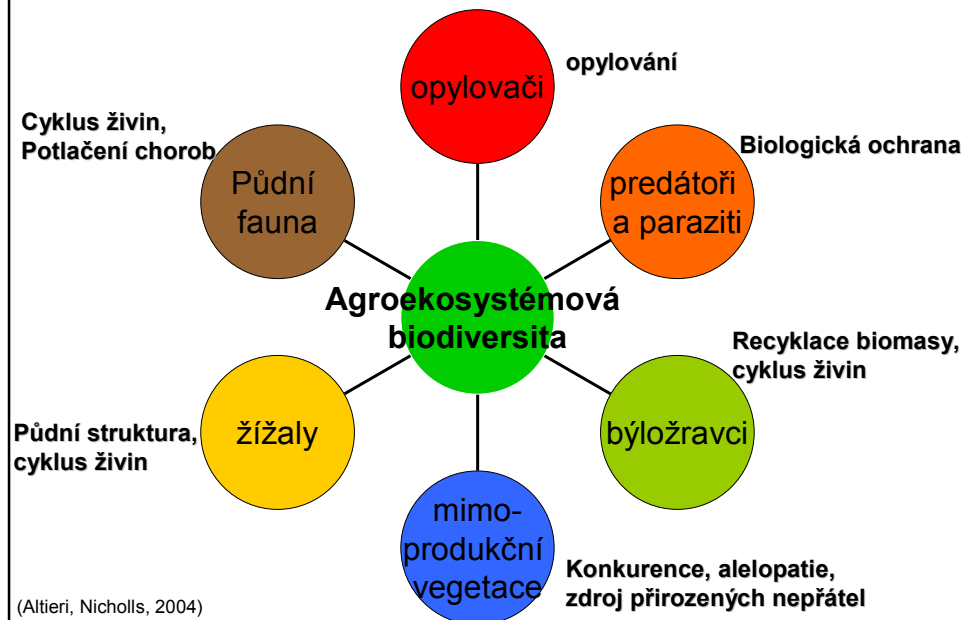 opylovači
opylování
Cyklus živin,
Potlačení chorob
Půdní
fauna
predátoři
a paraziti
Biologická ochrana
Agroekosystémová
biodiversita
Recyklace biomasy,
cyklus živin
býložravci
žížaly
Půdní struktura,
cyklus živin
mimo-
produkční
vegetace
Konkurence, alelopatie,
zdroj přirozených nepřátel
(Altieri, Nicholls, 2004)